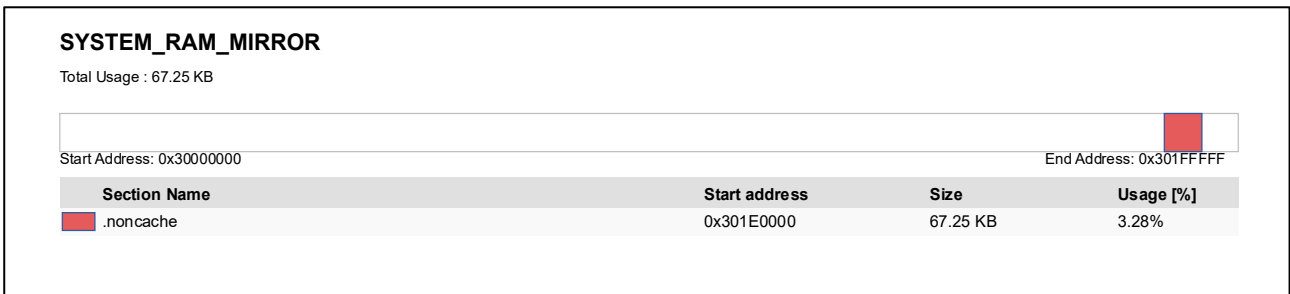 SYSTEM_RAM_MIRROR
Total Usage : 67.25 KB
Start Address: 0x30000000 End Address: 0x301FFFFF
Section Name Start address Size Usage [%]
.noncache 0x301E0000 67.25 KB 3.28%